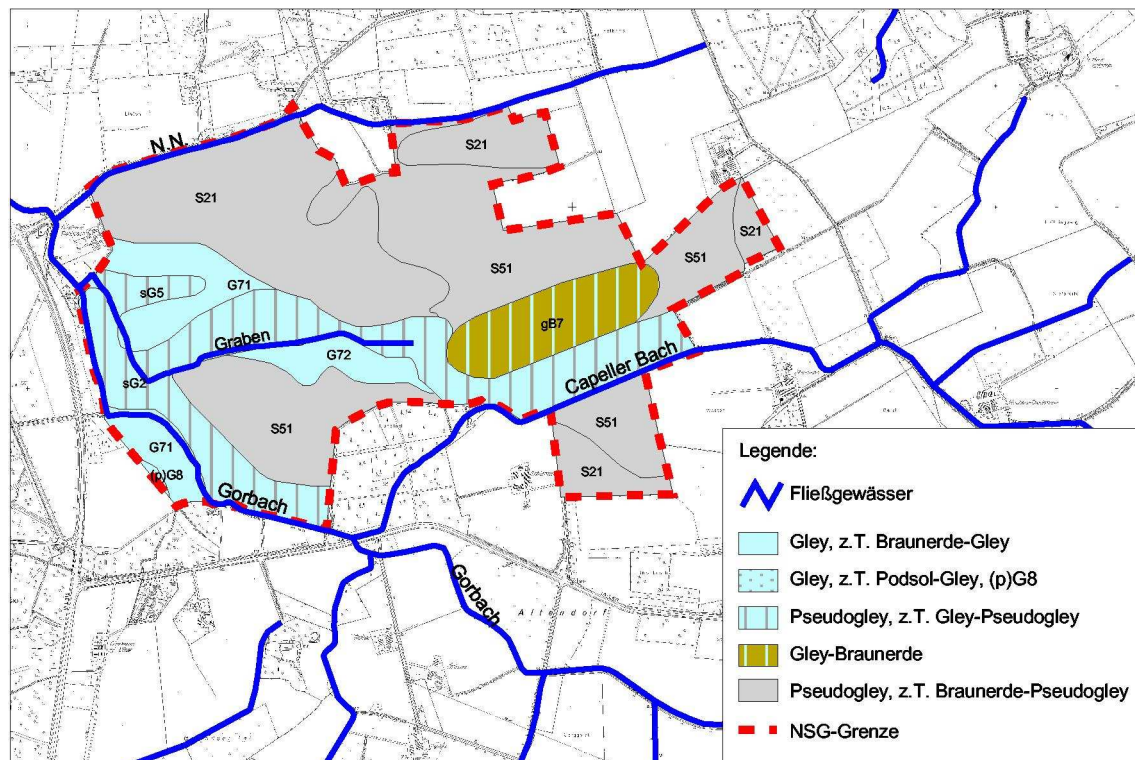 N.N.
S21
S21
S21
S51
S51
sG5
G71
gB7
Graben
G72
Capeller Bach
sG2
S51
S51
G71
S21
(p)G8
Gorbach
Gorbach
Altendorf
Legende:
Fließgewässer
Gley, z.T. Braunerde-Gley
Gley, z.T. Podsol-Gley, (p)G8
Pseudogley, z.T. Gley-Pseudogley
Gley-Braunerde
Pseudogley, z.T. Braunerde-Pseudogley
NSG-Grenze